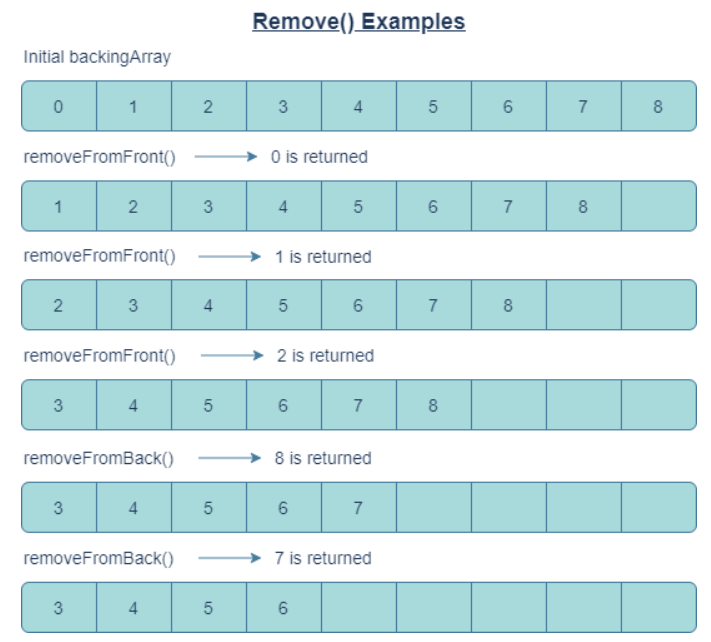 Remove() Examples
Initial backingArray
0 1 2 3 4 5 6 7 8
removeFromFront() 0 is returned
1 2 3 4 5 6 7 8
removeFromFront() 1 is returned
2 3 4 5 6 7 8
removeFromFront() 2 is returned
3 4 5 6 7 8
removeFromBack() 8 is returned
3 4 5 6 7
removeFromBack() 7 is returned
3 4 5 6